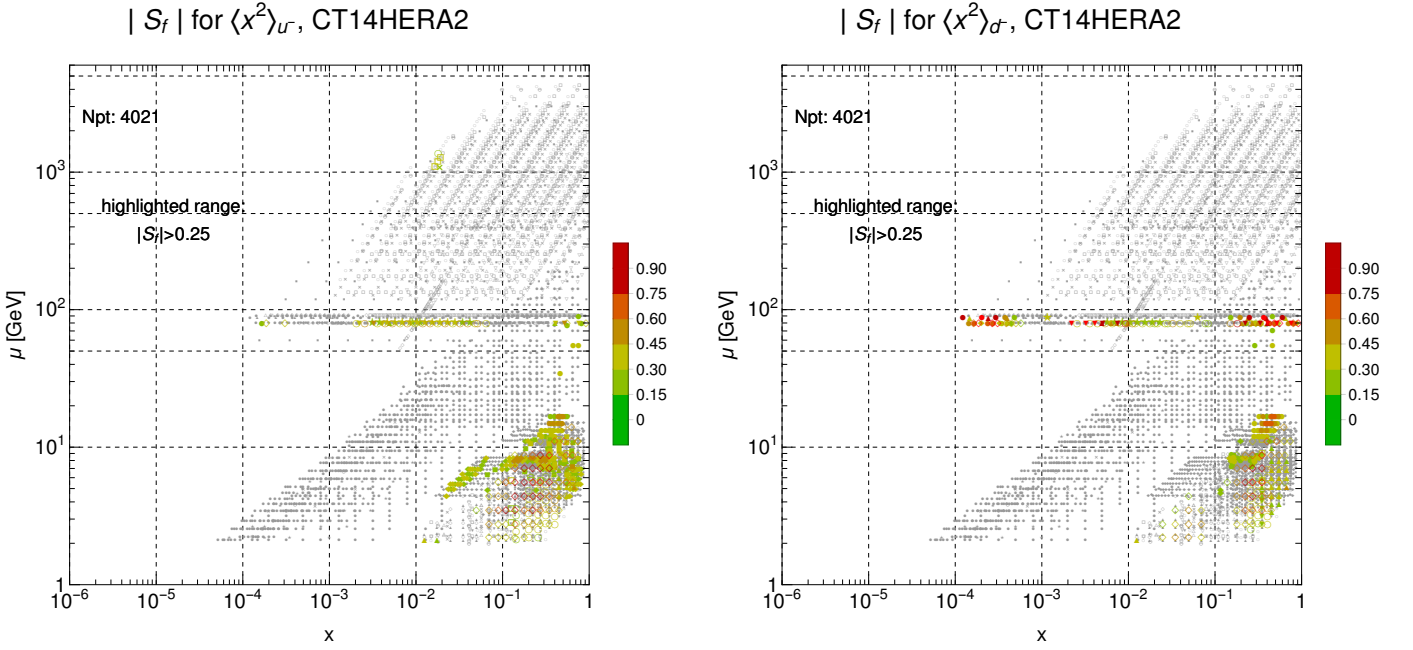 | S_f | for ⟨x²⟩_u⁻, CT14HERA2
Npt: 4021
highlighted range:
|S_f|>0.25
μ [GeV]
10³
10²
10¹
1
10⁻⁶ 10⁻⁵ 10⁻⁴ 10⁻³ 10⁻² 10⁻¹ 1
x
0.90
0.75
0.60
0.45
0.30
0.15
0
| S_f | for ⟨x²⟩_d⁻, CT14HERA2
Npt: 4021
highlighted range:
|S_f|>0.25
μ [GeV]
10³
10²
10¹
1
10⁻⁶ 10⁻⁵ 10⁻⁴ 10⁻³ 10⁻² 10⁻¹ 1
x
0.90
0.75
0.60
0.45
0.30
0.15
0